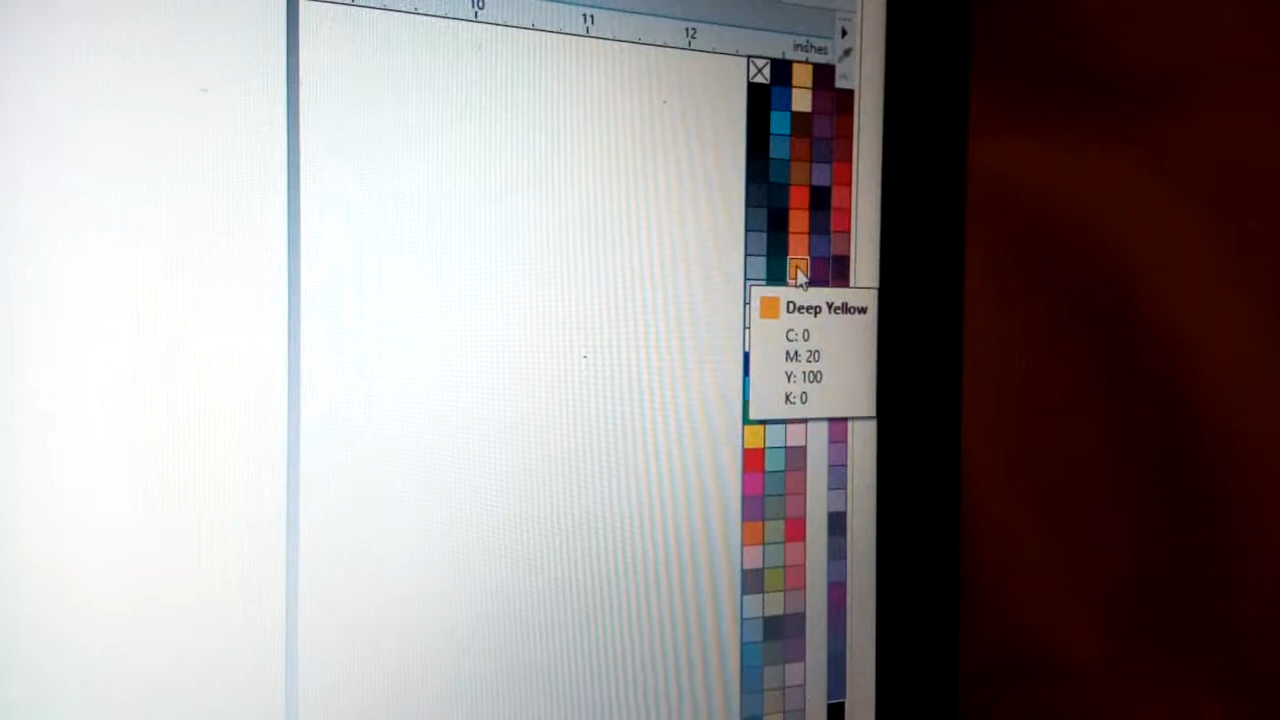 10 11 12 inches
Deep Yellow
C: 0
M: 20
Y: 100
K: 0